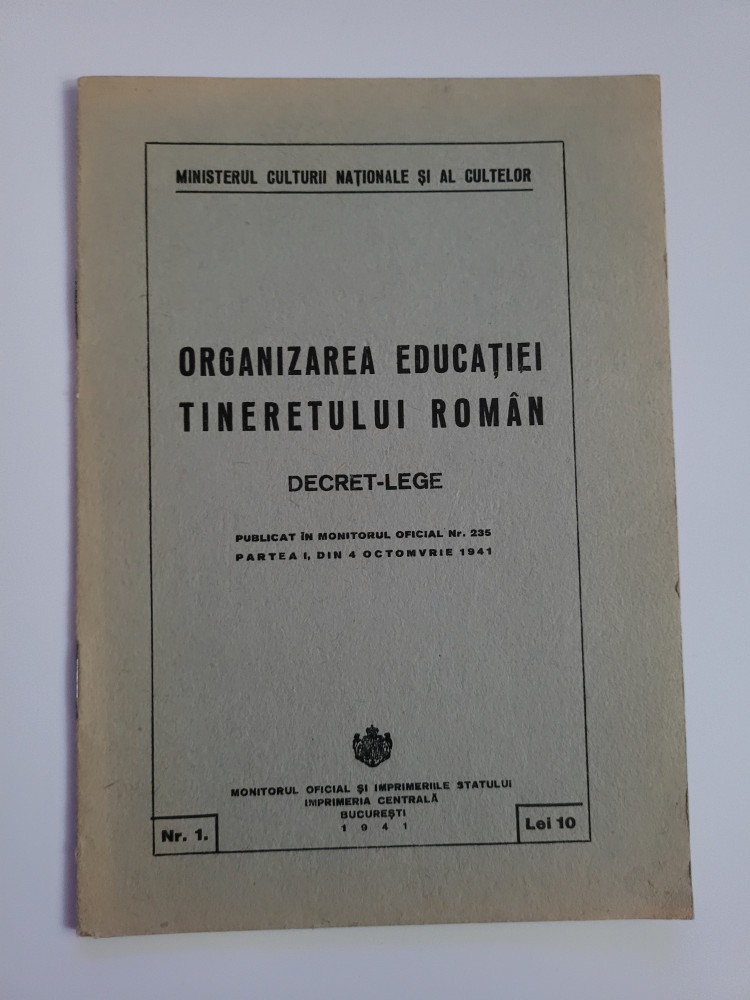 MINISTERUL CULTURII NAȚIONALE ȘI AL CULTELOR
ORGANIZAREA EDUCAȚIEI
TINERETULUI ROMÂN
DECRET-LEGE
PUBLICAT ÎN MONITORUL OFICIAL Nr. 235
PARTEA I, DIN 4 OCTOMVRIE 1941
MONITORUL OFICIAL ȘI IMPRIMERIILE STATULUI
IMPRIMERIA CENTRALĂ
BUCUREȘTI
1941
Nr. 1.
Lei 10